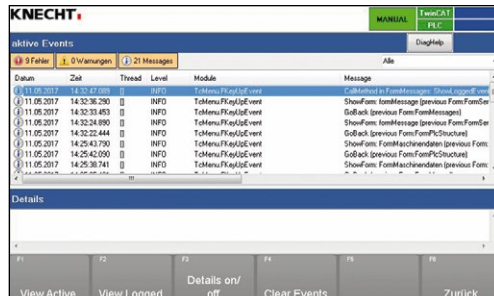 KNECHT
MANUAL
TwinCAT
PLC
aktive Events
DiagHelp
9 Fehler 0 Warnungen 21 Messages Alle
Datum Zeit Thread Level Module Message
11.05.2017 14:32:47.089 [] INFO TcMenu.FKeyUpEvent CallMethod in FormMessages: ShowLoggedEvent
11.05.2017 14:32:36.290 [] INFO TcMenu.FKeyUpEvent ShowForm: formMessage (previous Form:FormSer
11.05.2017 14:32:33.453 [] INFO TcMenu.FKeyUpEvent GoBack (previous Form:FormMessages)
11.05.2017 14:32:24.890 [] INFO TcMenu.FKeyUpEvent ShowForm: formMessage (previous Form:FormSer
11.05.2017 14:32:22.444 [] INFO TcMenu.FKeyUpEvent GoBack (previous Form:FormPlcStructure)
11.05.2017 14:25:43.790 [] INFO TcMenu.FKeyUpEvent ShowForm: FormMaschinendaten (previous Form:
11.05.2017 14:25:42.090 [] INFO TcMenu.FKeyUpEvent GoBack (previous Form:FormPlcStructure)
11.05.2017 14:25:38.741 [] INFO TcMenu.FKeyUpEvent ShowForm: FormMaschinendaten (previous Form:
Details
F1 F2 F3 F4 F5 F6
View Active View Logged Details on/ off Clear Events Zurück